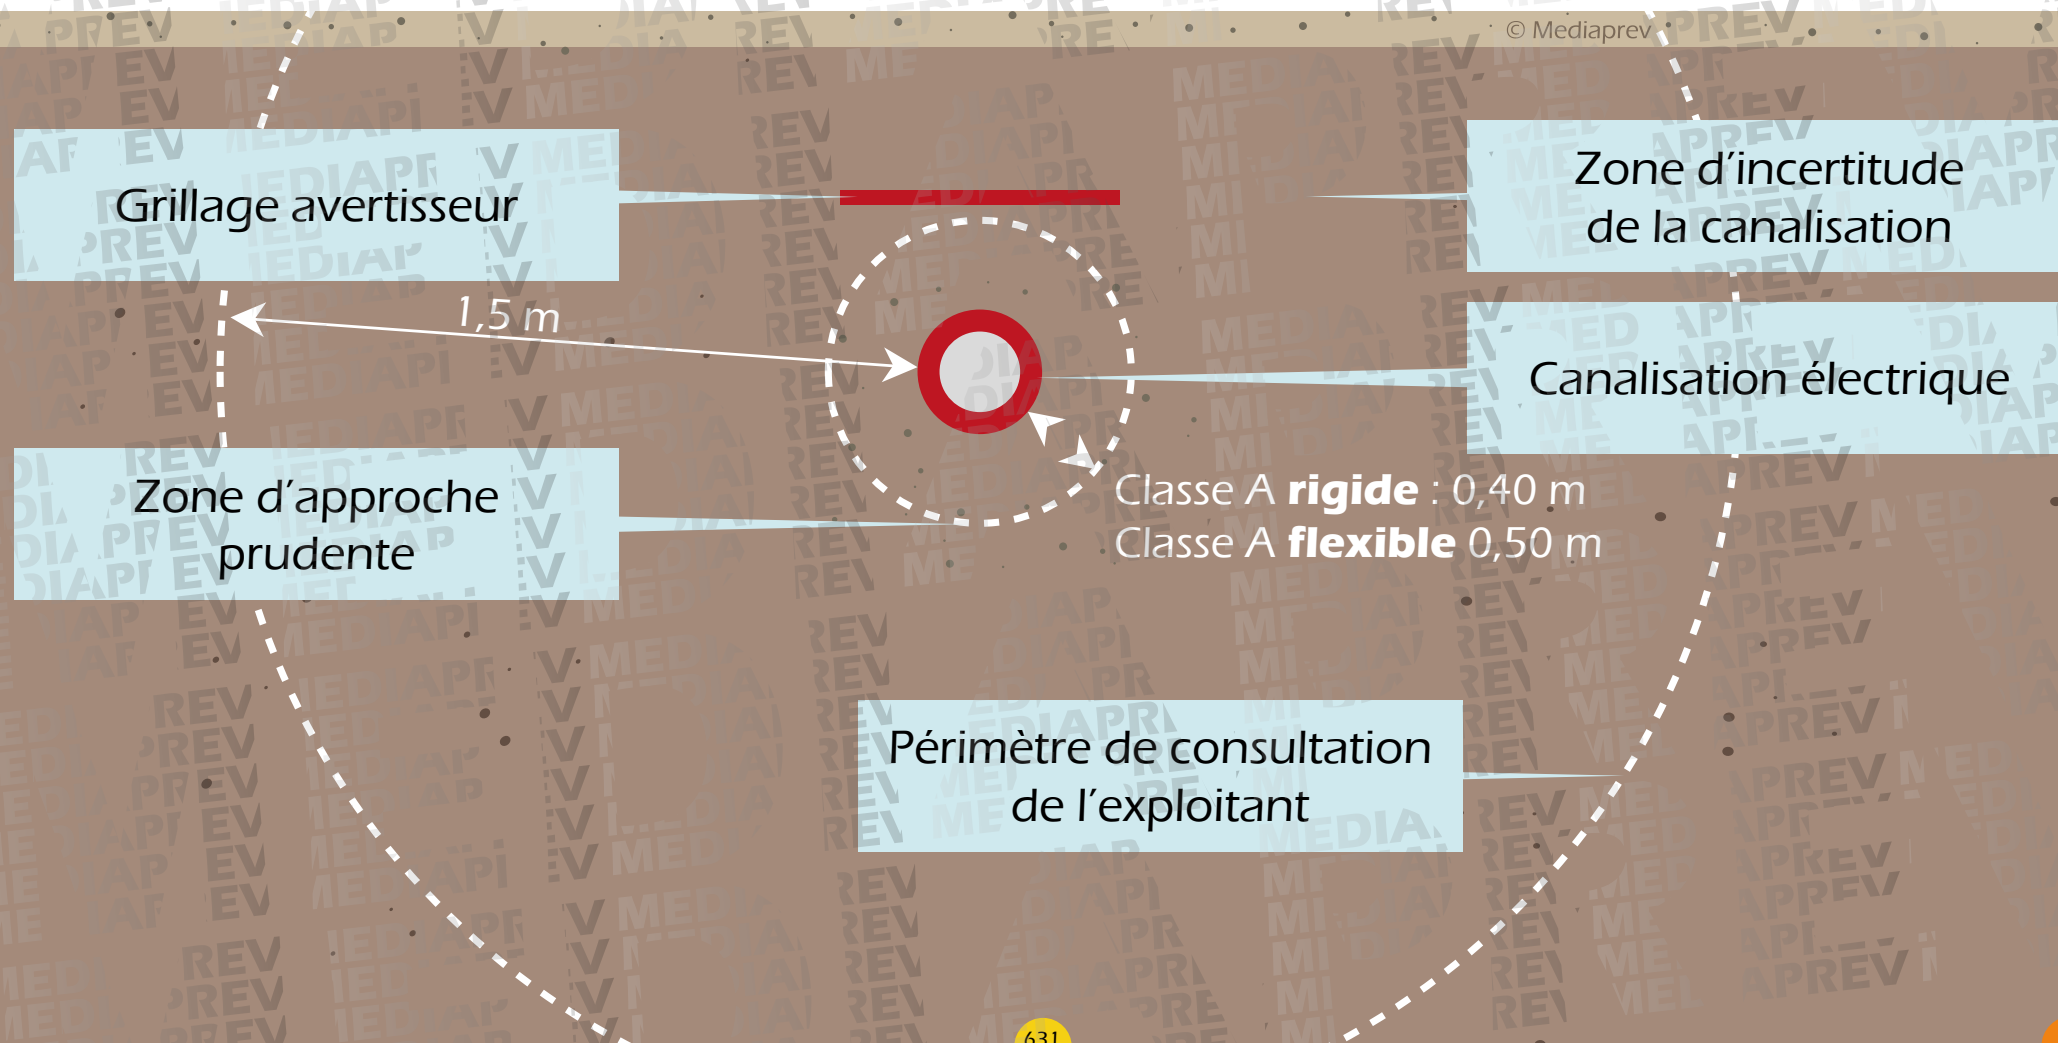 © Mediaprev
Grillage avertisseur
Zone d'incertitude
de la canalisation
1,5 m
Canalisation électrique
Zone d'approche
prudente
Classe A rigide : 0,40 m
Classe A flexible 0,50 m
Périmètre de consultation
de l'exploitant
631